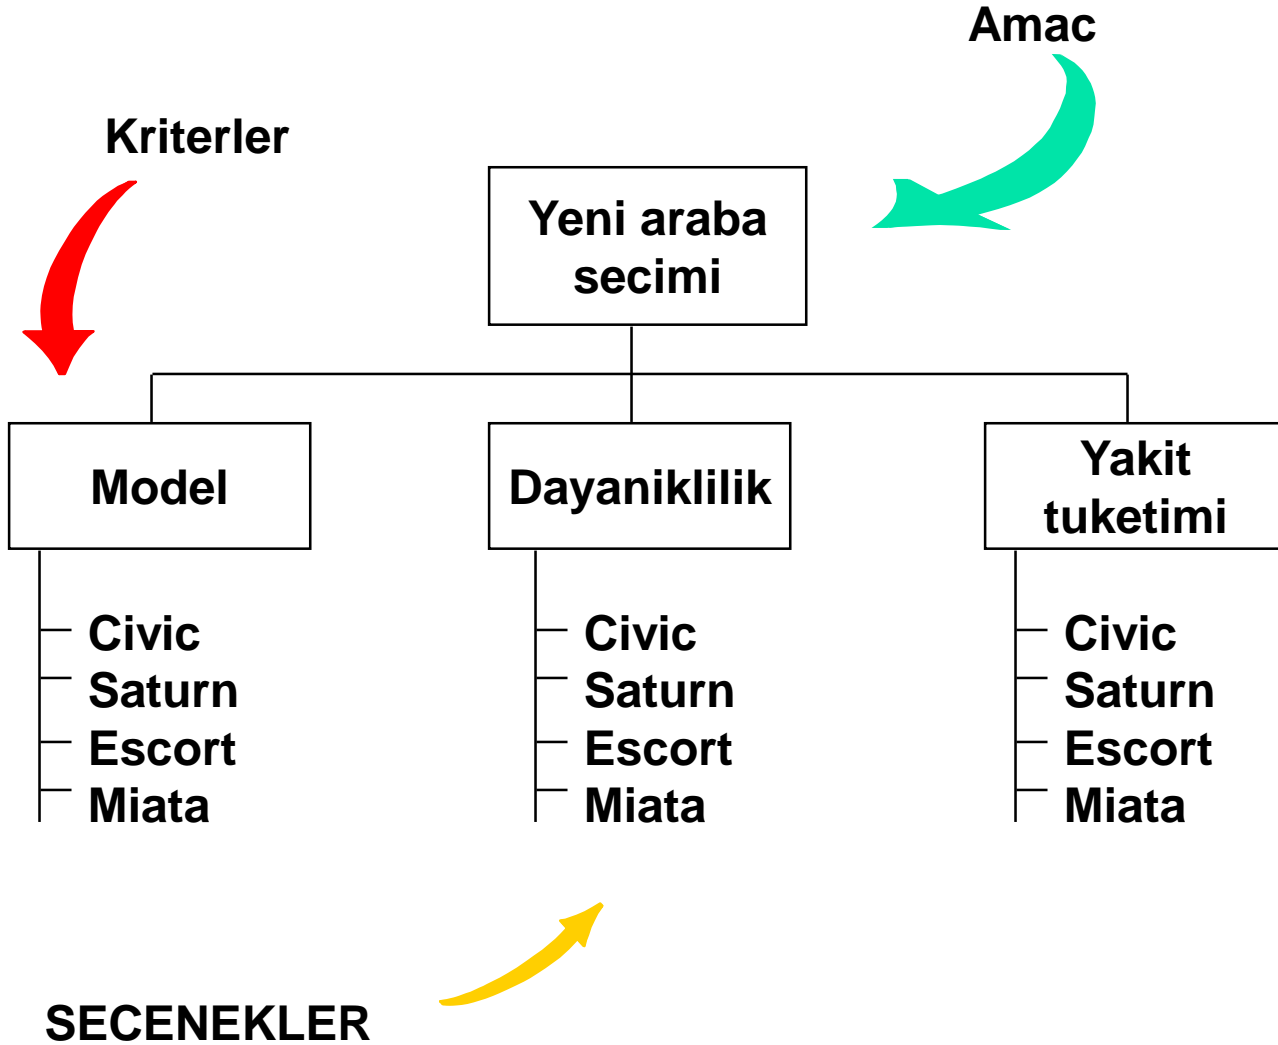 Amac
Kriterler
Yeni araba
secimi
Model
Dayaniklilik
Yakit
tuketimi
Civic
Saturn
Escort
Miata
Civic
Saturn
Escort
Miata
Civic
Saturn
Escort
Miata
SECENEKLER